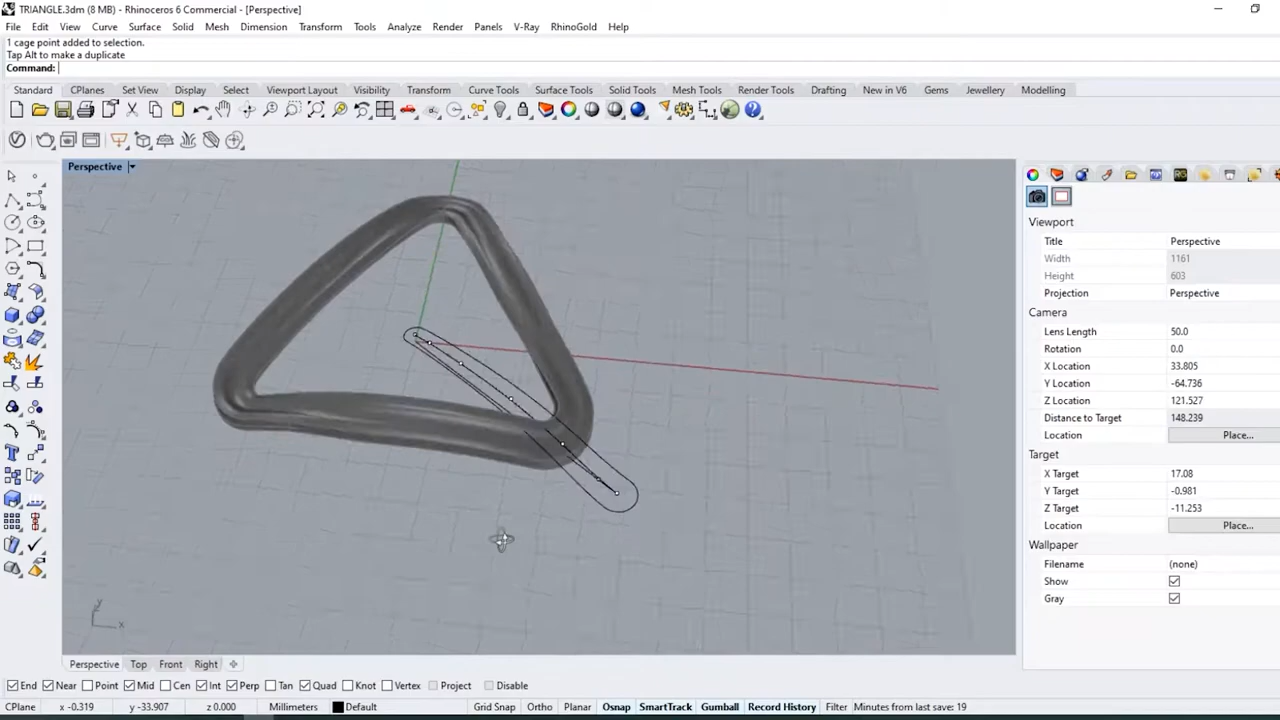 TRIANGLE.3dm (8 MB) - Rhinoceros 6 Commercial - [Perspective]
File Edit View Curve Surface Solid Mesh Dimension Transform Tools Analyze Render Panels V-Ray RhinoGold Help
1 cage point added to selection.
Tap Alt to make a duplicate
Command:
Standard CPlanes Set View Display Select Viewport Layout Visibility Transform Curve Tools Surface Tools Solid Tools Mesh Tools Render Tools Drafting New in V6 Gems Jewellery Modelling
Perspective
Viewport
Title Perspective
Width 1161
Height 603
Projection Perspective
Camera
Lens Length 50.0
Rotation 0.0
X Location 33.805
Y Location -64.736
Z Location 121.527
Distance to Target 148.239
Location Place...
Target
X Target 17.08
Y Target -0.981
Z Target -11.253
Location Place...
Wallpaper
Filename (none)
Show
Gray
y
x
Perspective Top Front Right
End Near Point Mid Cen Int Perp Tan Quad Knot Vertex Project Disable
CPlane x -0.319 y -33.907 z 0.000 Millimeters Default Grid Snap Ortho Planar Osnap SmartTrack Gumball Record History Filter Minutes from last save: 19